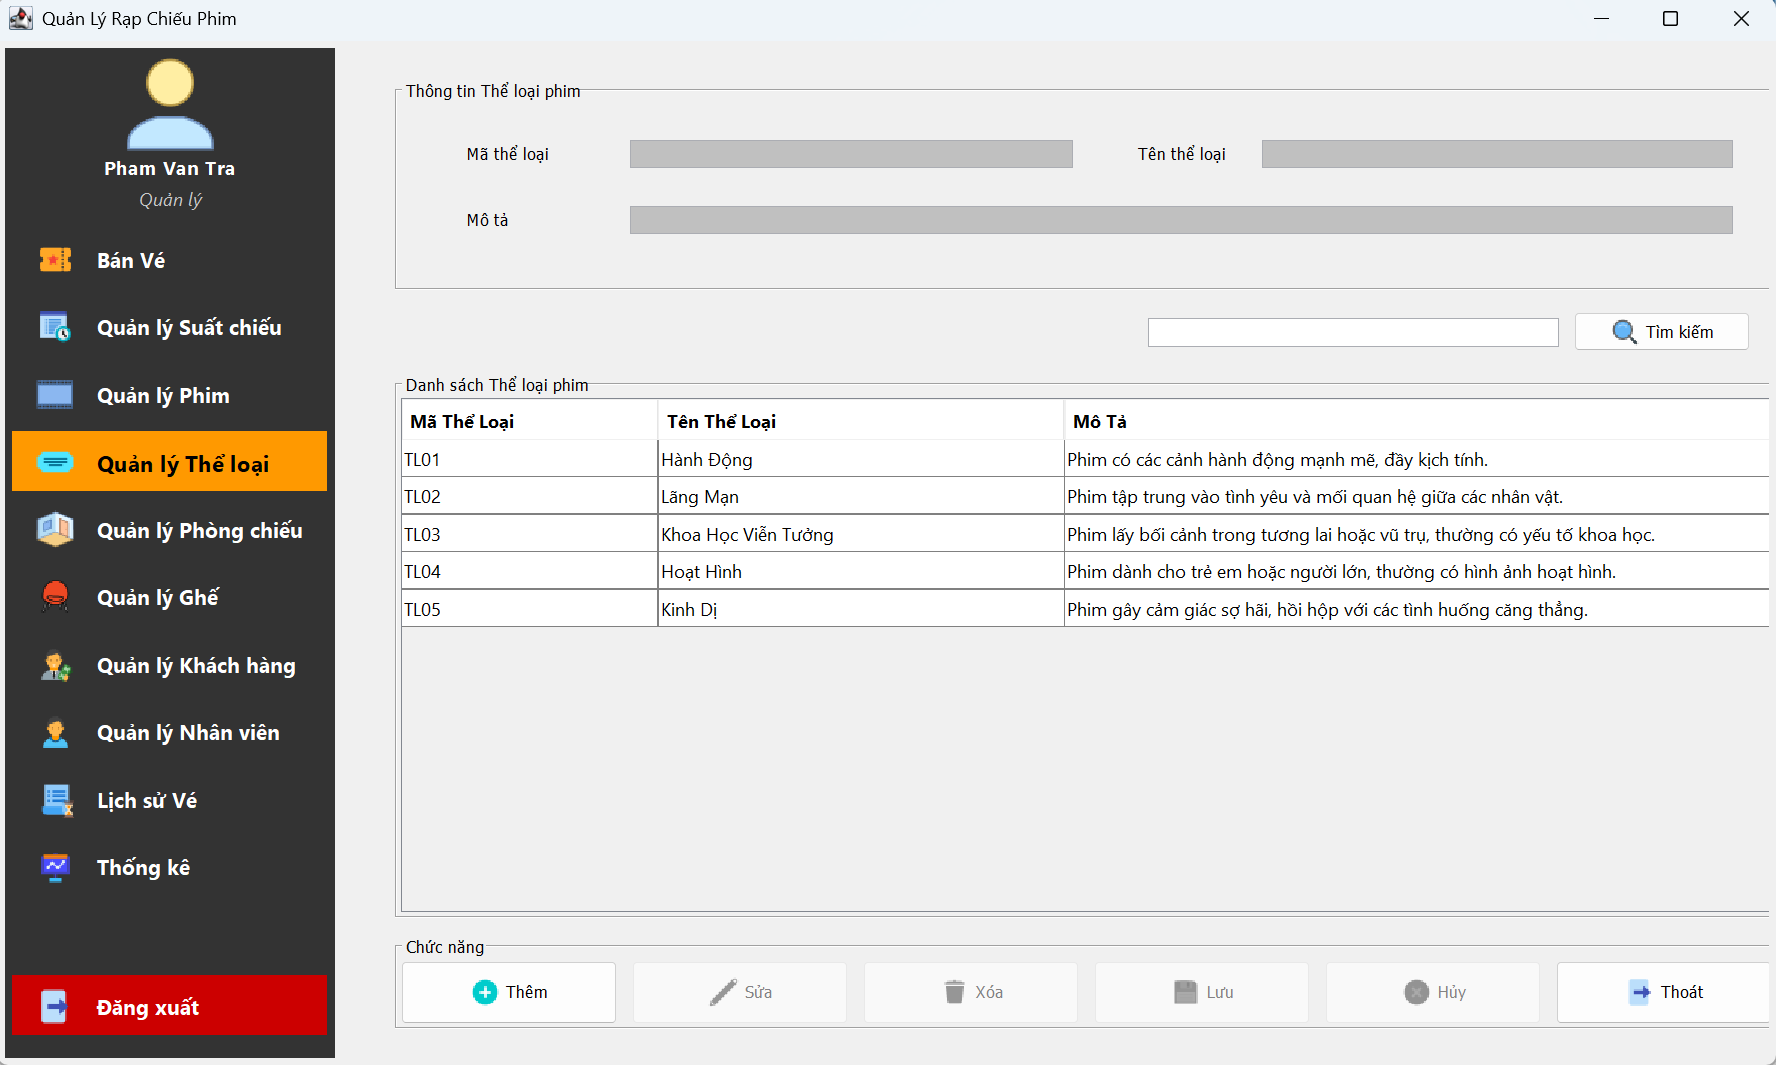 Quản Lý Rạp Chiếu Phim
Pham Van Tra
Quản lý
Bán Vé
Quản lý Suất chiếu
Quản lý Phim
Quản lý Thể loại
Quản lý Phòng chiếu
Quản lý Ghế
Quản lý Khách hàng
Quản lý Nhân viên
Lịch sử Vé
Thống kê
Đăng xuất
Thông tin Thể loại phim
Mã thể loại
Tên thể loại
Mô tả
Tìm kiếm
Danh sách Thể loại phim
Mã Thể Loại Tên Thể Loại Mô Tả
TL01 Hành Động Phim có các cảnh hành động mạnh mẽ, đầy kịch tính.
TL02 Lãng Mạn Phim tập trung vào tình yêu và mối quan hệ giữa các nhân vật.
TL03 Khoa Học Viễn Tưởng Phim lấy bối cảnh trong tương lai hoặc vũ trụ, thường có yếu tố khoa học.
TL04 Hoạt Hình Phim dành cho trẻ em hoặc người lớn, thường có hình ảnh hoạt hình.
TL05 Kinh Dị Phim gây cảm giác sợ hãi, hồi hộp với các tình huống căng thẳng.
Chức năng
Thêm Sửa Xóa Lưu Hủy Thoát